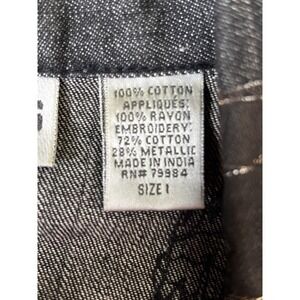 100% COTTON
APPLIQUES:
100% RAYON
EMBROIDERY:
72% COTTON
28% METALLIC
MADE IN INDIA
RN# 79984
SIZE 1